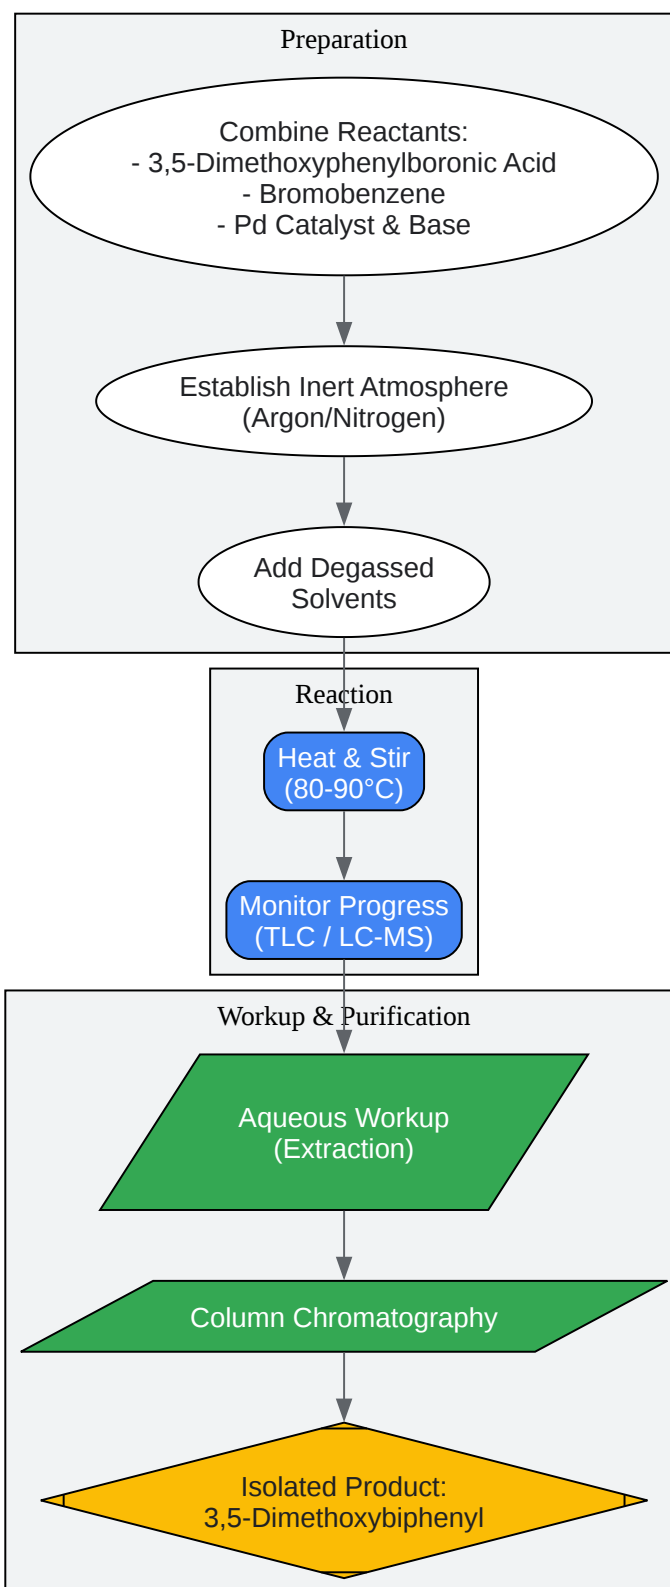 Preparation
Combine Reactants:
- 3,5-Dimethoxyphenylboronic Acid
- Bromobenzene
- Pd Catalyst & Base
Establish Inert Atmosphere
(Argon/Nitrogen)
Add Degassed
Solvents
Reaction
Heat & Stir
(80-90°C)
Monitor Progress
(TLC / LC-MS)
Workup & Purification
Aqueous Workup
(Extraction)
Column Chromatography
Isolated Product:
3,5-Dimethoxybiphenyl